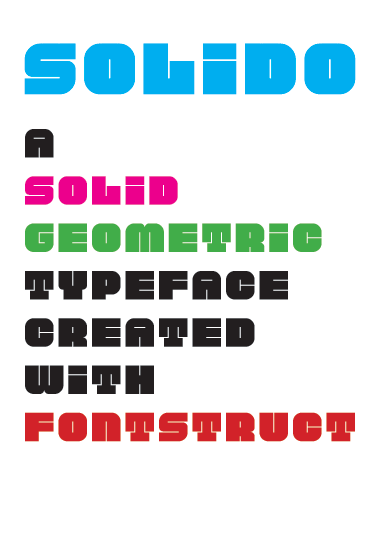 SOLiDO
A
SOLiD
GEOMETRiC
TYPEFACE
CREATED
WiTH
FONTSTRUCT